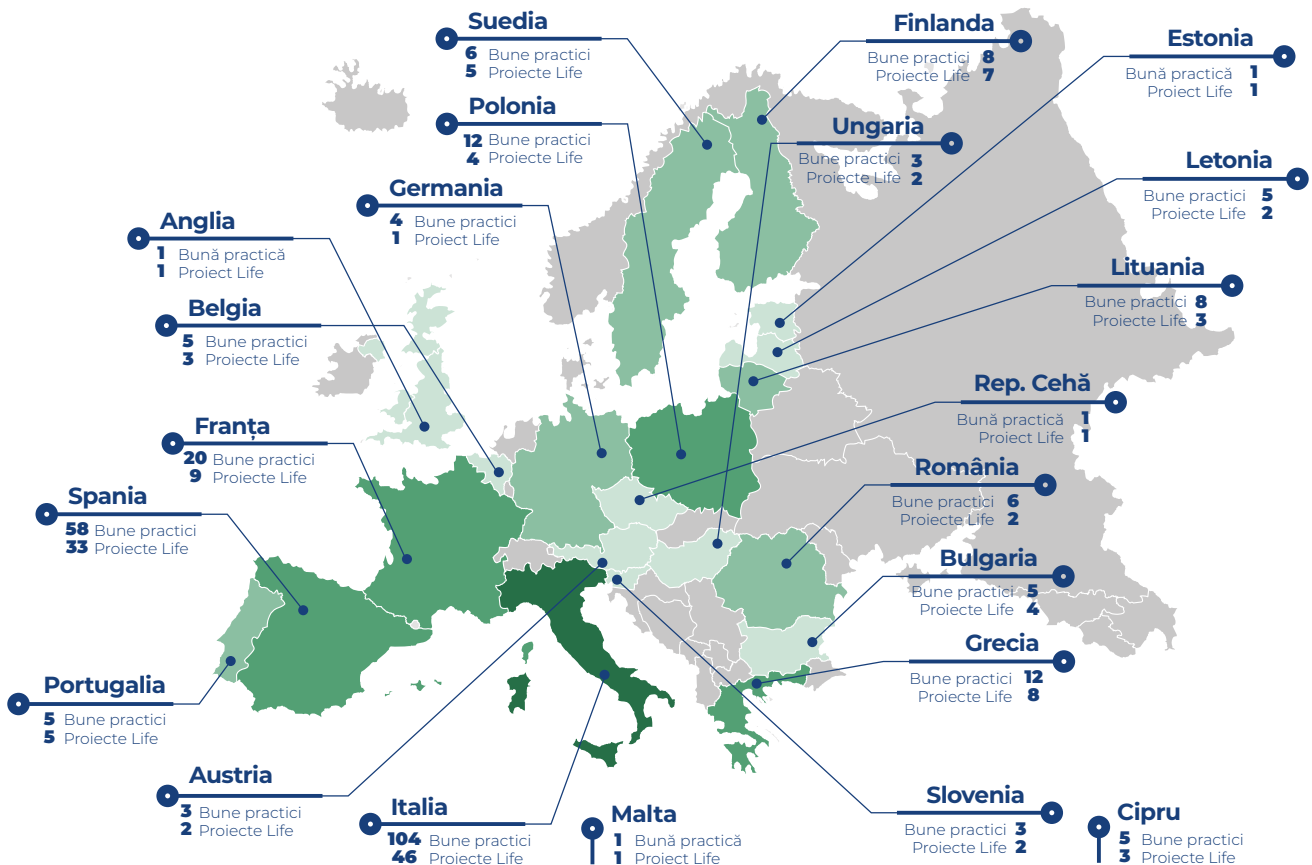 Suedia
6 Bune practici
5 Proiecte Life
Finlanda
Bune practici 8
Proiecte Life 7
Estonia
Bună practică 1
Proiect Life 1
Polonia
12 Bune practici
4 Proiecte Life
Ungaria
Bune practici 3
Proiecte Life 2
Letonia
Bune practici 5
Proiecte Life 2
Germania
4 Bune practici
1 Proiect Life
Anglia
1 Bună practică
1 Proiect Life
Lituania
Bune practici 8
Proiecte Life 3
Belgia
5 Bune practici
3 Proiecte Life
Rep. Cehă
Bună practică 1
Proiect Life 1
Franța
20 Bune practici
9 Proiecte Life
România
Bune practici 6
Proiecte Life 2
Spania
58 Bune practici
33 Proiecte Life
Bulgaria
Bune practici 5
Proiecte Life 4
Grecia
Bune practici 12
Proiecte Life 8
Portugalia
5 Bune practici
5 Proiecte Life
Austria
3 Bune practici
2 Proiecte Life
Italia
104 Bune practici
46 Proiecte Life
Malta
1 Bună practică
1 Proiect Life
Slovenia
Bune practici 3
Proiecte Life 2
Cipru
5 Bune practici
3 Proiecte Life